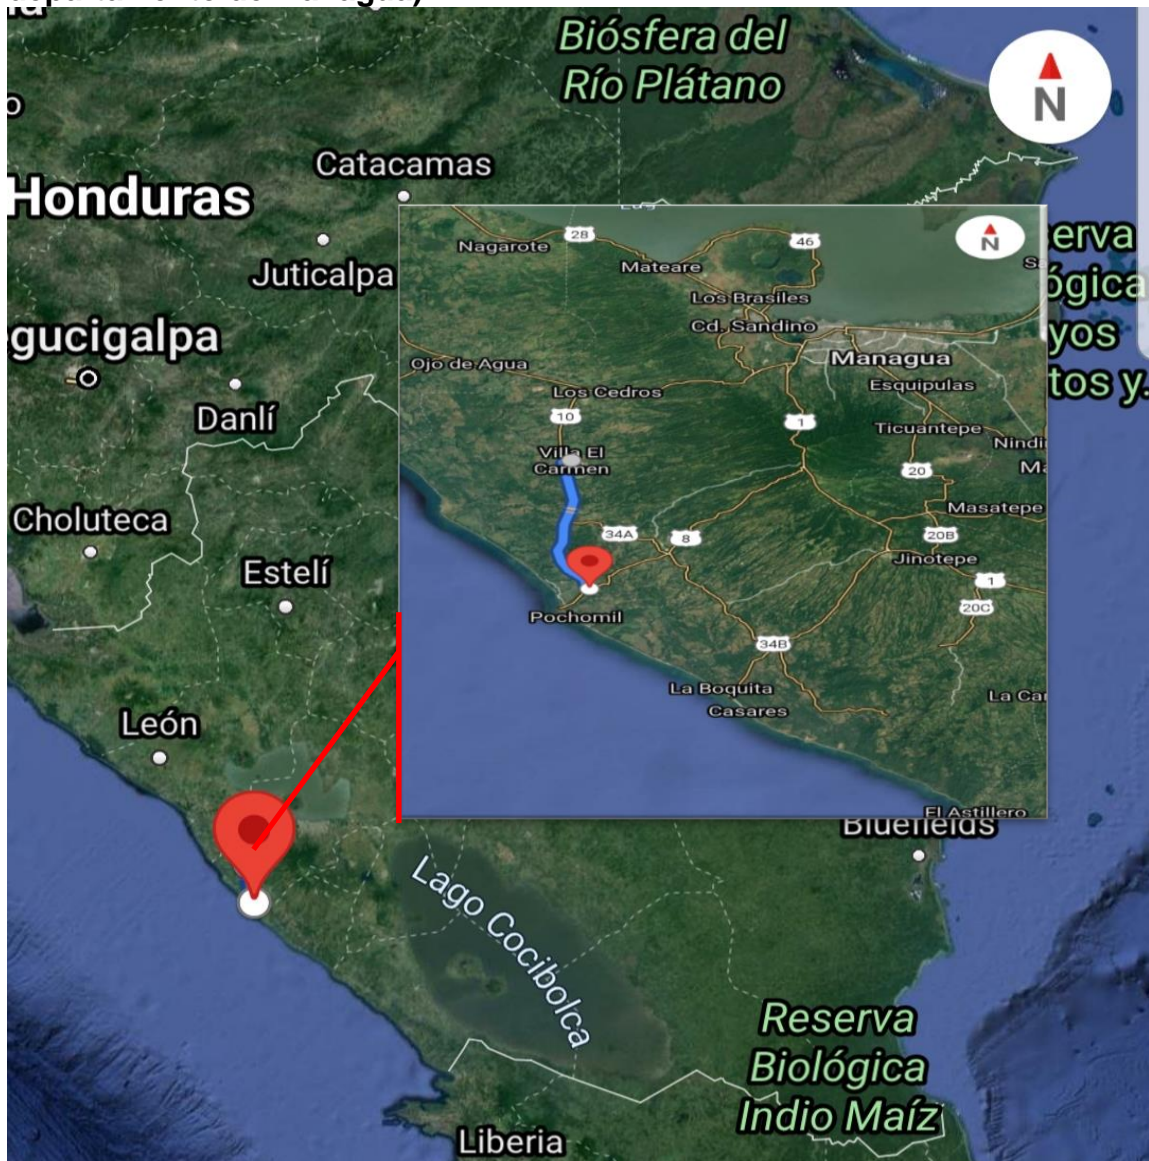 Biósfera del
Río Plátano
N
Catacamas
Honduras
Juticalpa
gucigalpa
Danlí
Choluteca
Estelí
León
28
46
Nagarote
N
Mateare
Los Brasiles
Cd. Sandino
Managua
Ojo de Agua
Esquipulas
Los Cedros
10
1
Ticuantepe
Nindi
Villa El
Carmen
20
Masatepe
34A
8
20B
Jinotepe
1
20C
Pochomil
34B
La Boquita
Casares
El Astillero
erva
ógica
yos
tos y.
Bluefields
Lago Cocibolca
Reserva
Biológica
Indio Maíz
Liberia